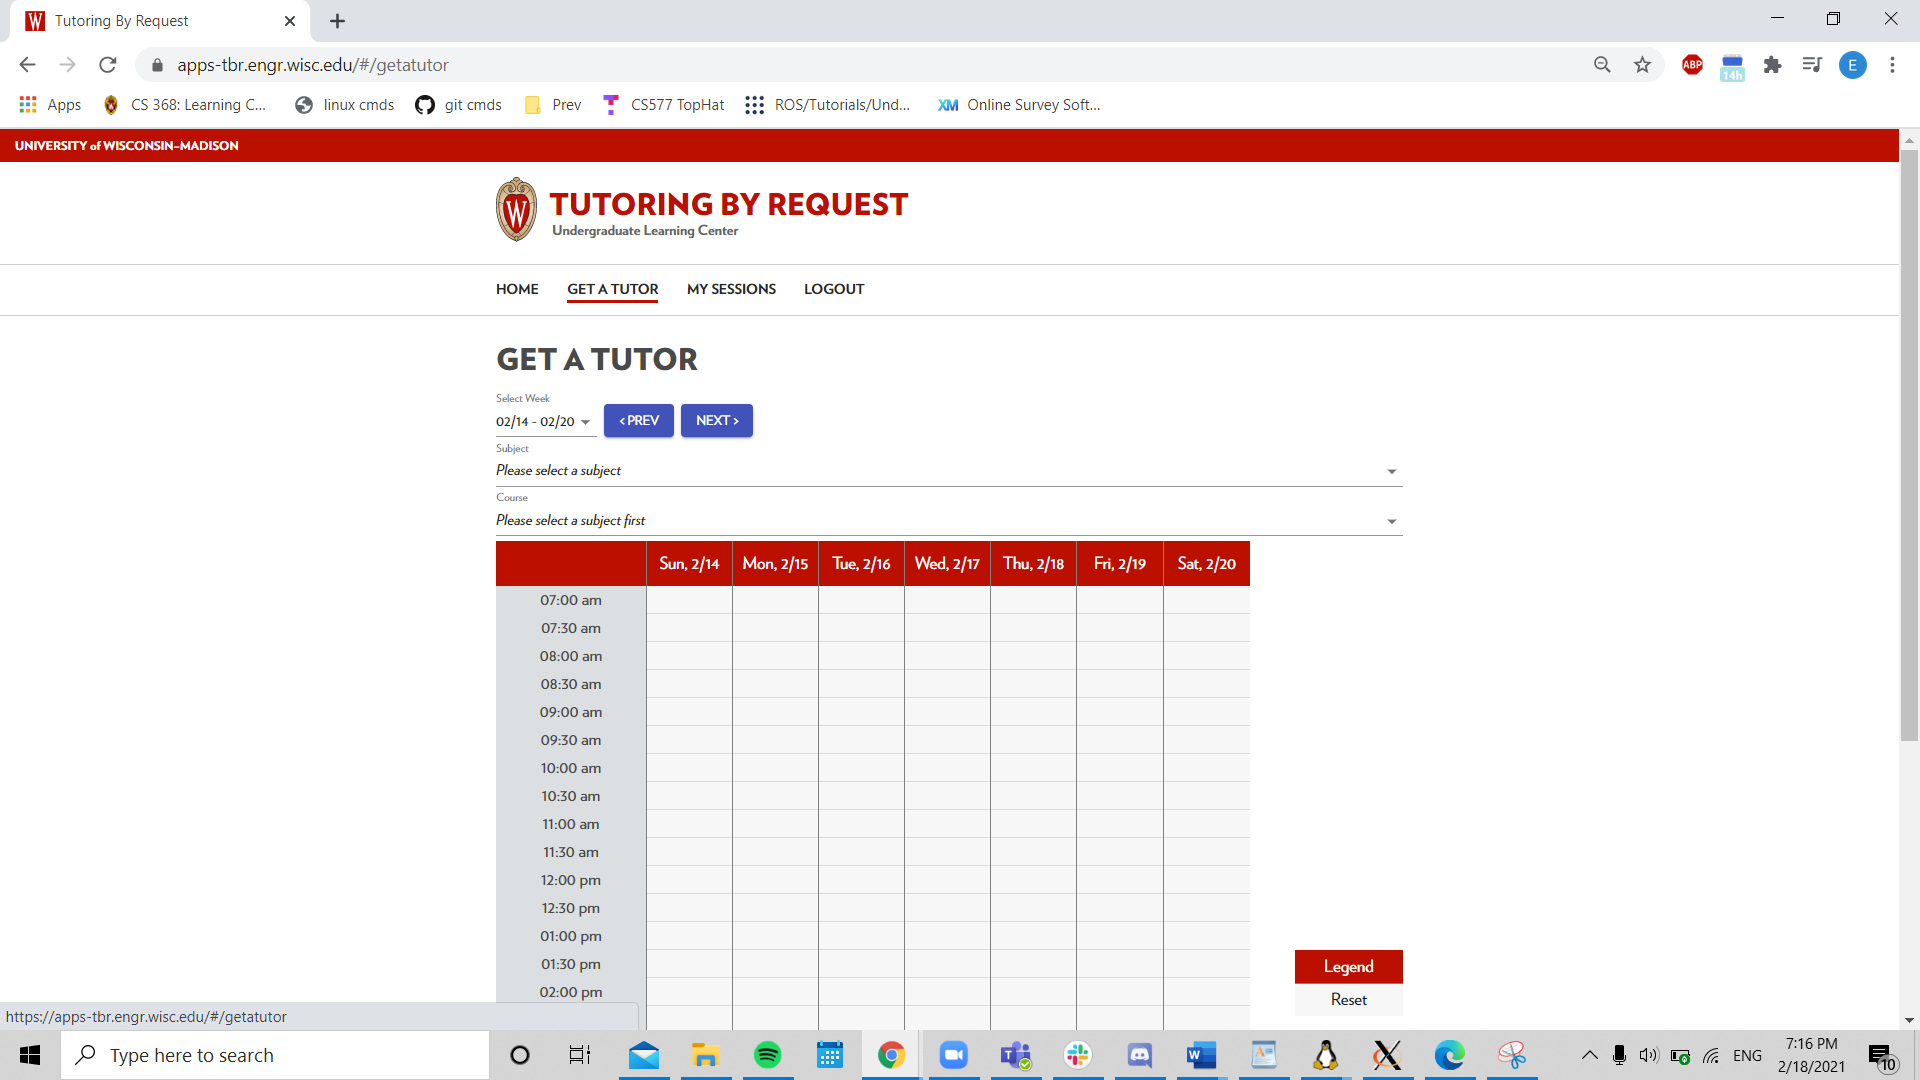 W Tutoring By Request
apps-tbr.engr.wisc.edu/#/getatutor
ABP
14h
E
Apps
CS 368: Learning C...
linux cmds
git cmds
Prev
CS577 TopHat
ROS/Tutorials/Und...
XM Online Survey Soft...
UNIVERSITY of WISCONSIN–MADISON
W
TUTORING BY REQUEST
Undergraduate Learning Center
HOME
GET A TUTOR
MY SESSIONS
LOGOUT
GET A TUTOR
Select Week
02/14 - 02/20
< PREV
NEXT >
Subject
Please select a subject
Course
Please select a subject first
Sun, 2/14
Mon, 2/15
Tue, 2/16
Wed, 2/17
Thu, 2/18
Fri, 2/19
Sat, 2/20
07:00 am
07:30 am
08:00 am
08:30 am
09:00 am
09:30 am
10:00 am
10:30 am
11:00 am
11:30 am
12:00 pm
12:30 pm
01:00 pm
01:30 pm
02:00 pm
Legend
Reset
https://apps-tbr.engr.wisc.edu/#/getatutor
Type here to search
ENG
7:16 PM
2/18/2021
10